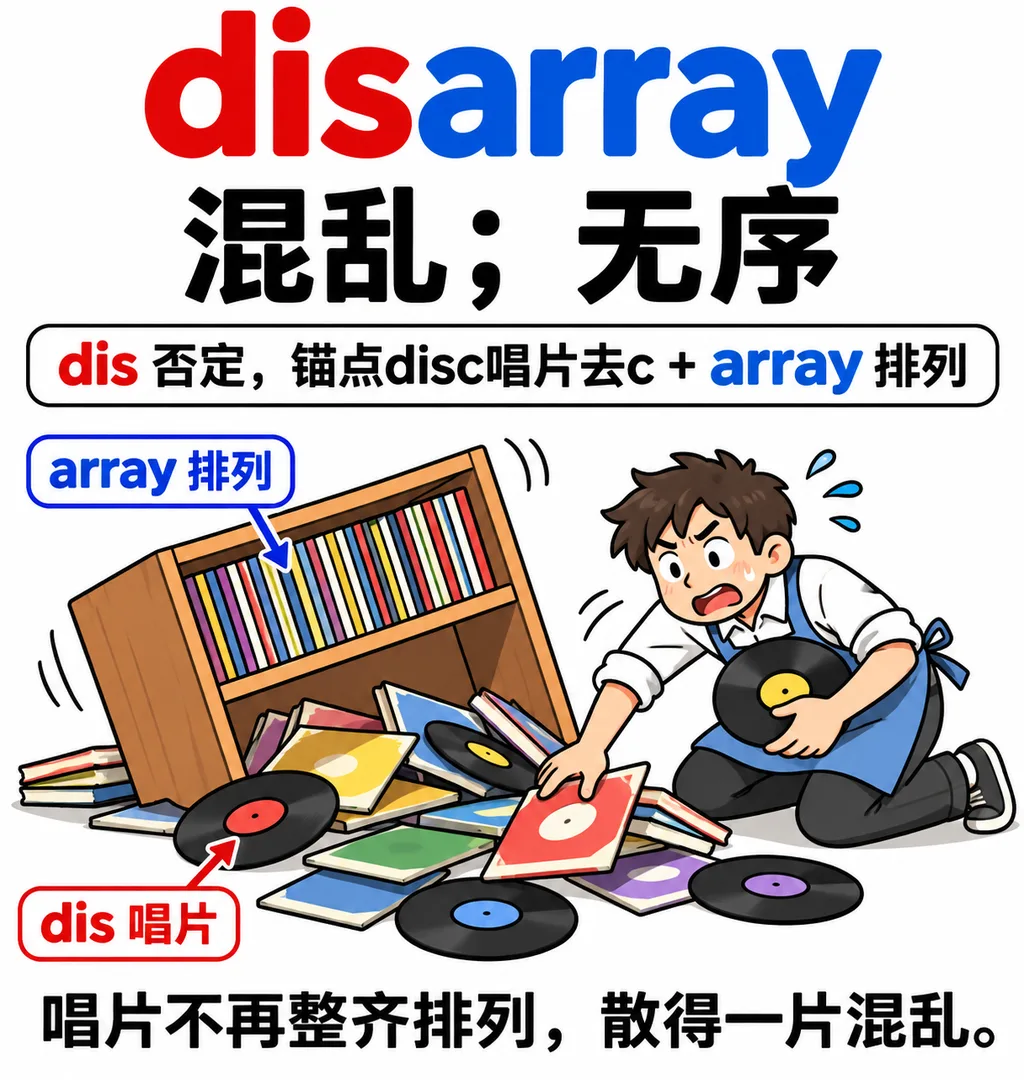 disarray
混乱；无序
dis 否定，锚点disc唱片去c + array 排列
array 排列
dis 唱片
唱片不再整齐排列，散得一片混乱。